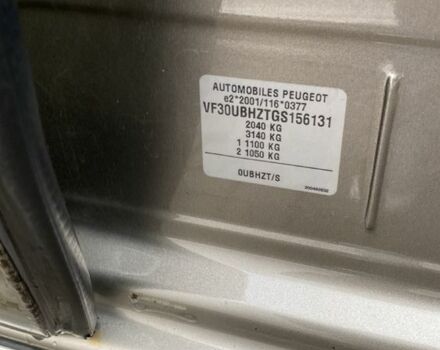 AUTOMOBILES PEUGEOT
e2*2001/116*0377
VF30UBHZTGS156131
2040 KG
3140 KG
1 1100 KG
2 1050 KG
0UBHZT/S